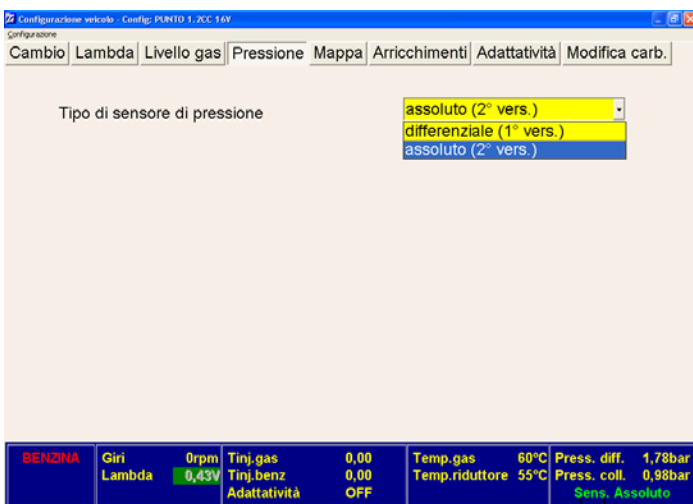 Configurazione veicolo - Config: PUNTO 1.2CC 16V
Configurazione
Cambio Lambda Livello gas Pressione Mappa Arricchimenti Adattatività Modifica carb.
Tipo di sensore di pressione assoluto (2° vers.)
differenziale (1° vers.)
assoluto (2° vers.)
BENZINA Giri 0rpm Tinj.gas 0,00 Temp.gas 60°C Press. diff. 1,78bar
Lambda 0,43V Tinj.benz 0,00 Temp.riduttore 55°C Press. coll. 0,98bar
Adattatività OFF Sens. Assoluto